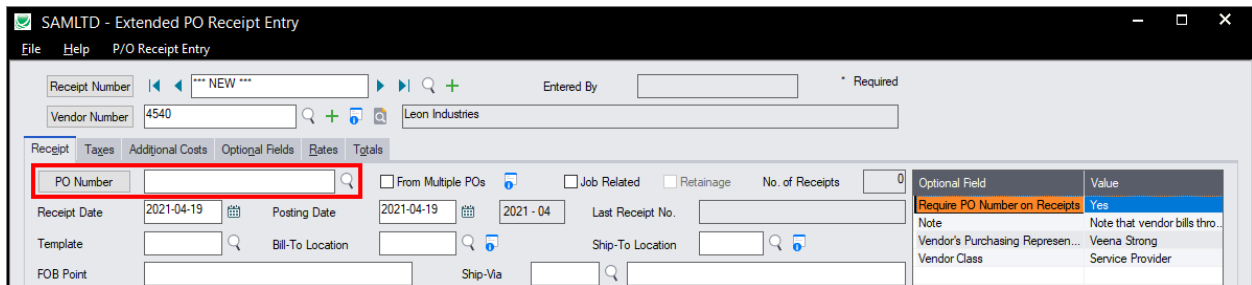 SAMLTD - Extended PO Receipt Entry
File Help P/O Receipt Entry
Receipt Number *** NEW *** Entered By * Required
Vendor Number 4540 Leon Industries
Receipt Taxes Additional Costs Optional Fields Rates Totals
PO Number From Multiple POs Job Related Retainage No. of Receipts 0 Optional Field Value
Receipt Date 2021-04-19 Posting Date 2021-04-19 2021 - 04 Last Receipt No. Require PO Number on Receipts Yes
Note Note that vendor bills thro...
Template Bill-To Location Ship-To Location Vendor's Purchasing Represen... Veena Strong
Vendor Class Service Provider
FOB Point Ship-Via